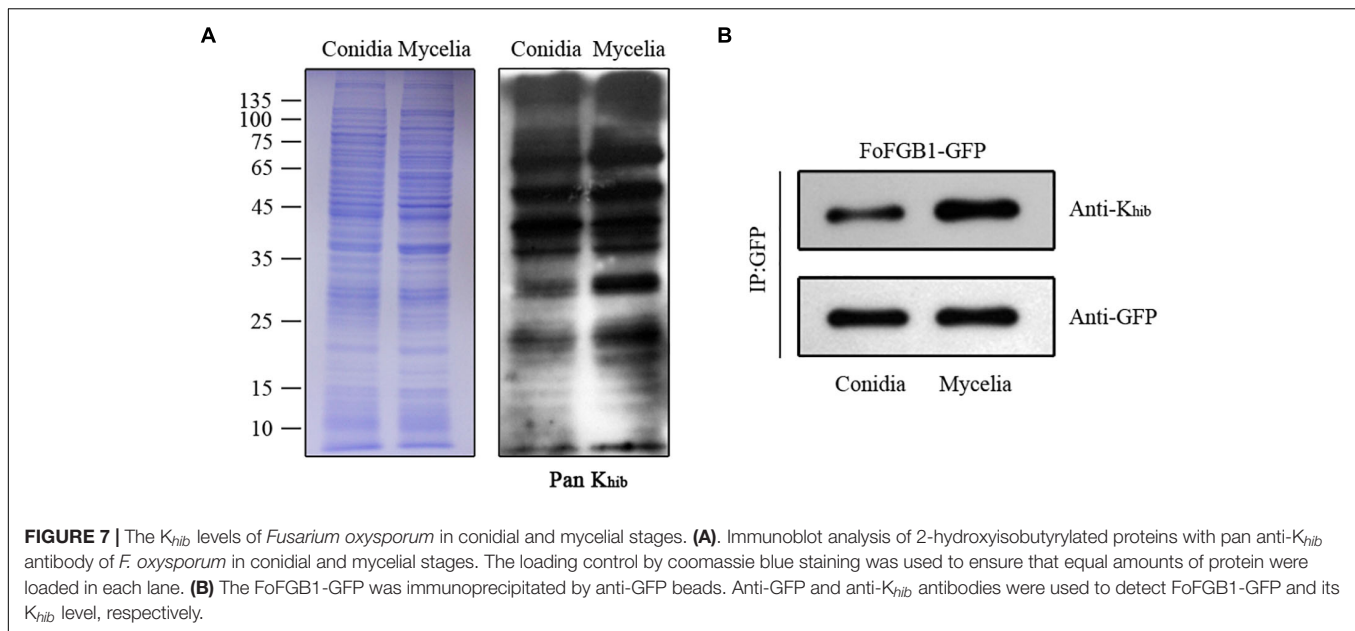 A
B
Conidia Mycelia
Conidia Mycelia
135
100
75
65
45
35
25
15
10
Pan Khib
FoFGB1-GFP
IP:GFP
Anti-Khib
Anti-GFP
Conidia Mycelia
FIGURE 7 | The Khib levels of Fusarium oxysporum in conidial and mycelial stages. (A). Immunoblot analysis of 2-hydroxyisobutyrylated proteins with pan anti-Khib
antibody of F. oxysporum in conidial and mycelial stages. The loading control by coomassie blue staining was used to ensure that equal amounts of protein were
loaded in each lane. (B) The FoFGB1-GFP was immunoprecipitated by anti-GFP beads. Anti-GFP and anti-Khib antibodies were used to detect FoFGB1-GFP and its
Khib level, respectively.